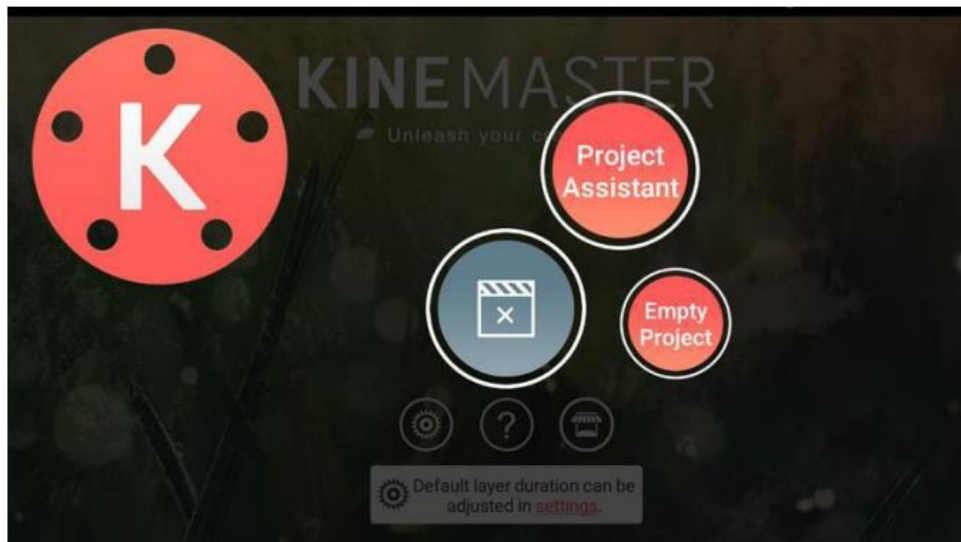 K
KINEMASTER
Unleash your
Project
Assistant
Empty
Project
?
Default layer duration can be
adjusted in settings.